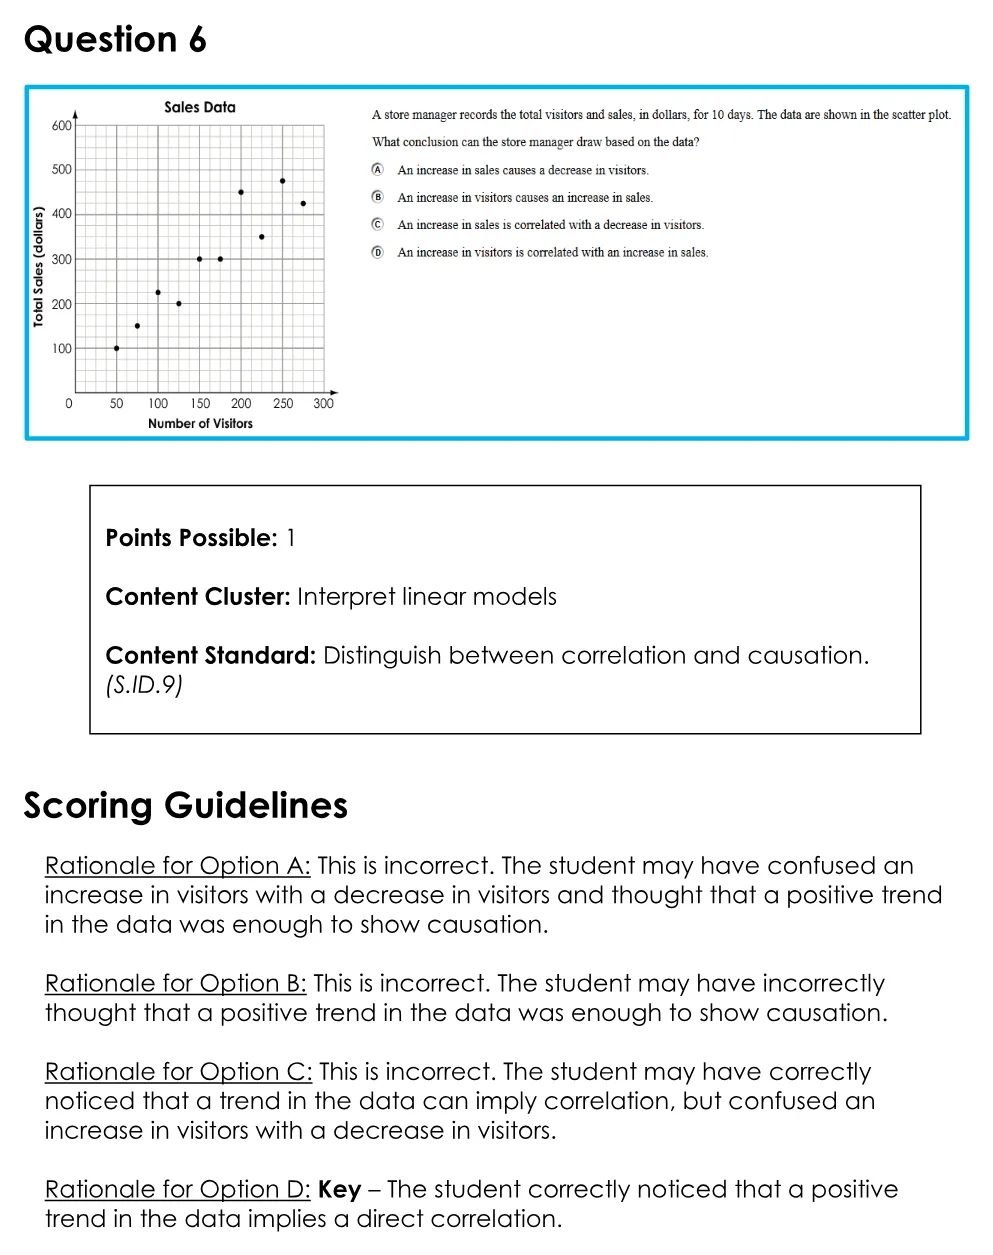 Question 6
Sales Data
600
500
400
300
200
100
0
50 100 150 200 250 300
Total Sales (dollars)
Number of Visitors
A store manager records the total visitors and sales, in dollars, for 10 days. The data are shown in the scatter plot.
What conclusion can the store manager draw based on the data?
A An increase in sales causes a decrease in visitors.
B An increase in visitors causes an increase in sales.
C An increase in sales is correlated with a decrease in visitors.
D An increase in visitors is correlated with an increase in sales.
Points Possible: 1
Content Cluster: Interpret linear models
Content Standard: Distinguish between correlation and causation.
(S.ID.9)
Scoring Guidelines
Rationale for Option A: This is incorrect. The student may have confused an
increase in visitors with a decrease in visitors and thought that a positive trend
in the data was enough to show causation.
Rationale for Option B: This is incorrect. The student may have incorrectly
thought that a positive trend in the data was enough to show causation.
Rationale for Option C: This is incorrect. The student may have correctly
noticed that a trend in the data can imply correlation, but confused an
increase in visitors with a decrease in visitors.
Rationale for Option D: Key – The student correctly noticed that a positive
trend in the data implies a direct correlation.